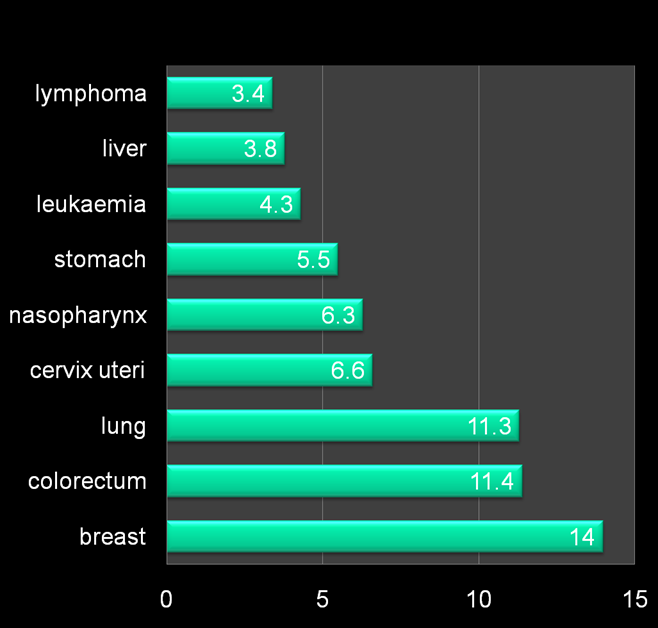 lymphoma 3.4
liver 3.8
leukaemia 4.3
stomach 5.5
nasopharynx 6.3
cervix uteri 6.6
lung 11.3
colorectum 11.4
breast 14
0 5 10 15